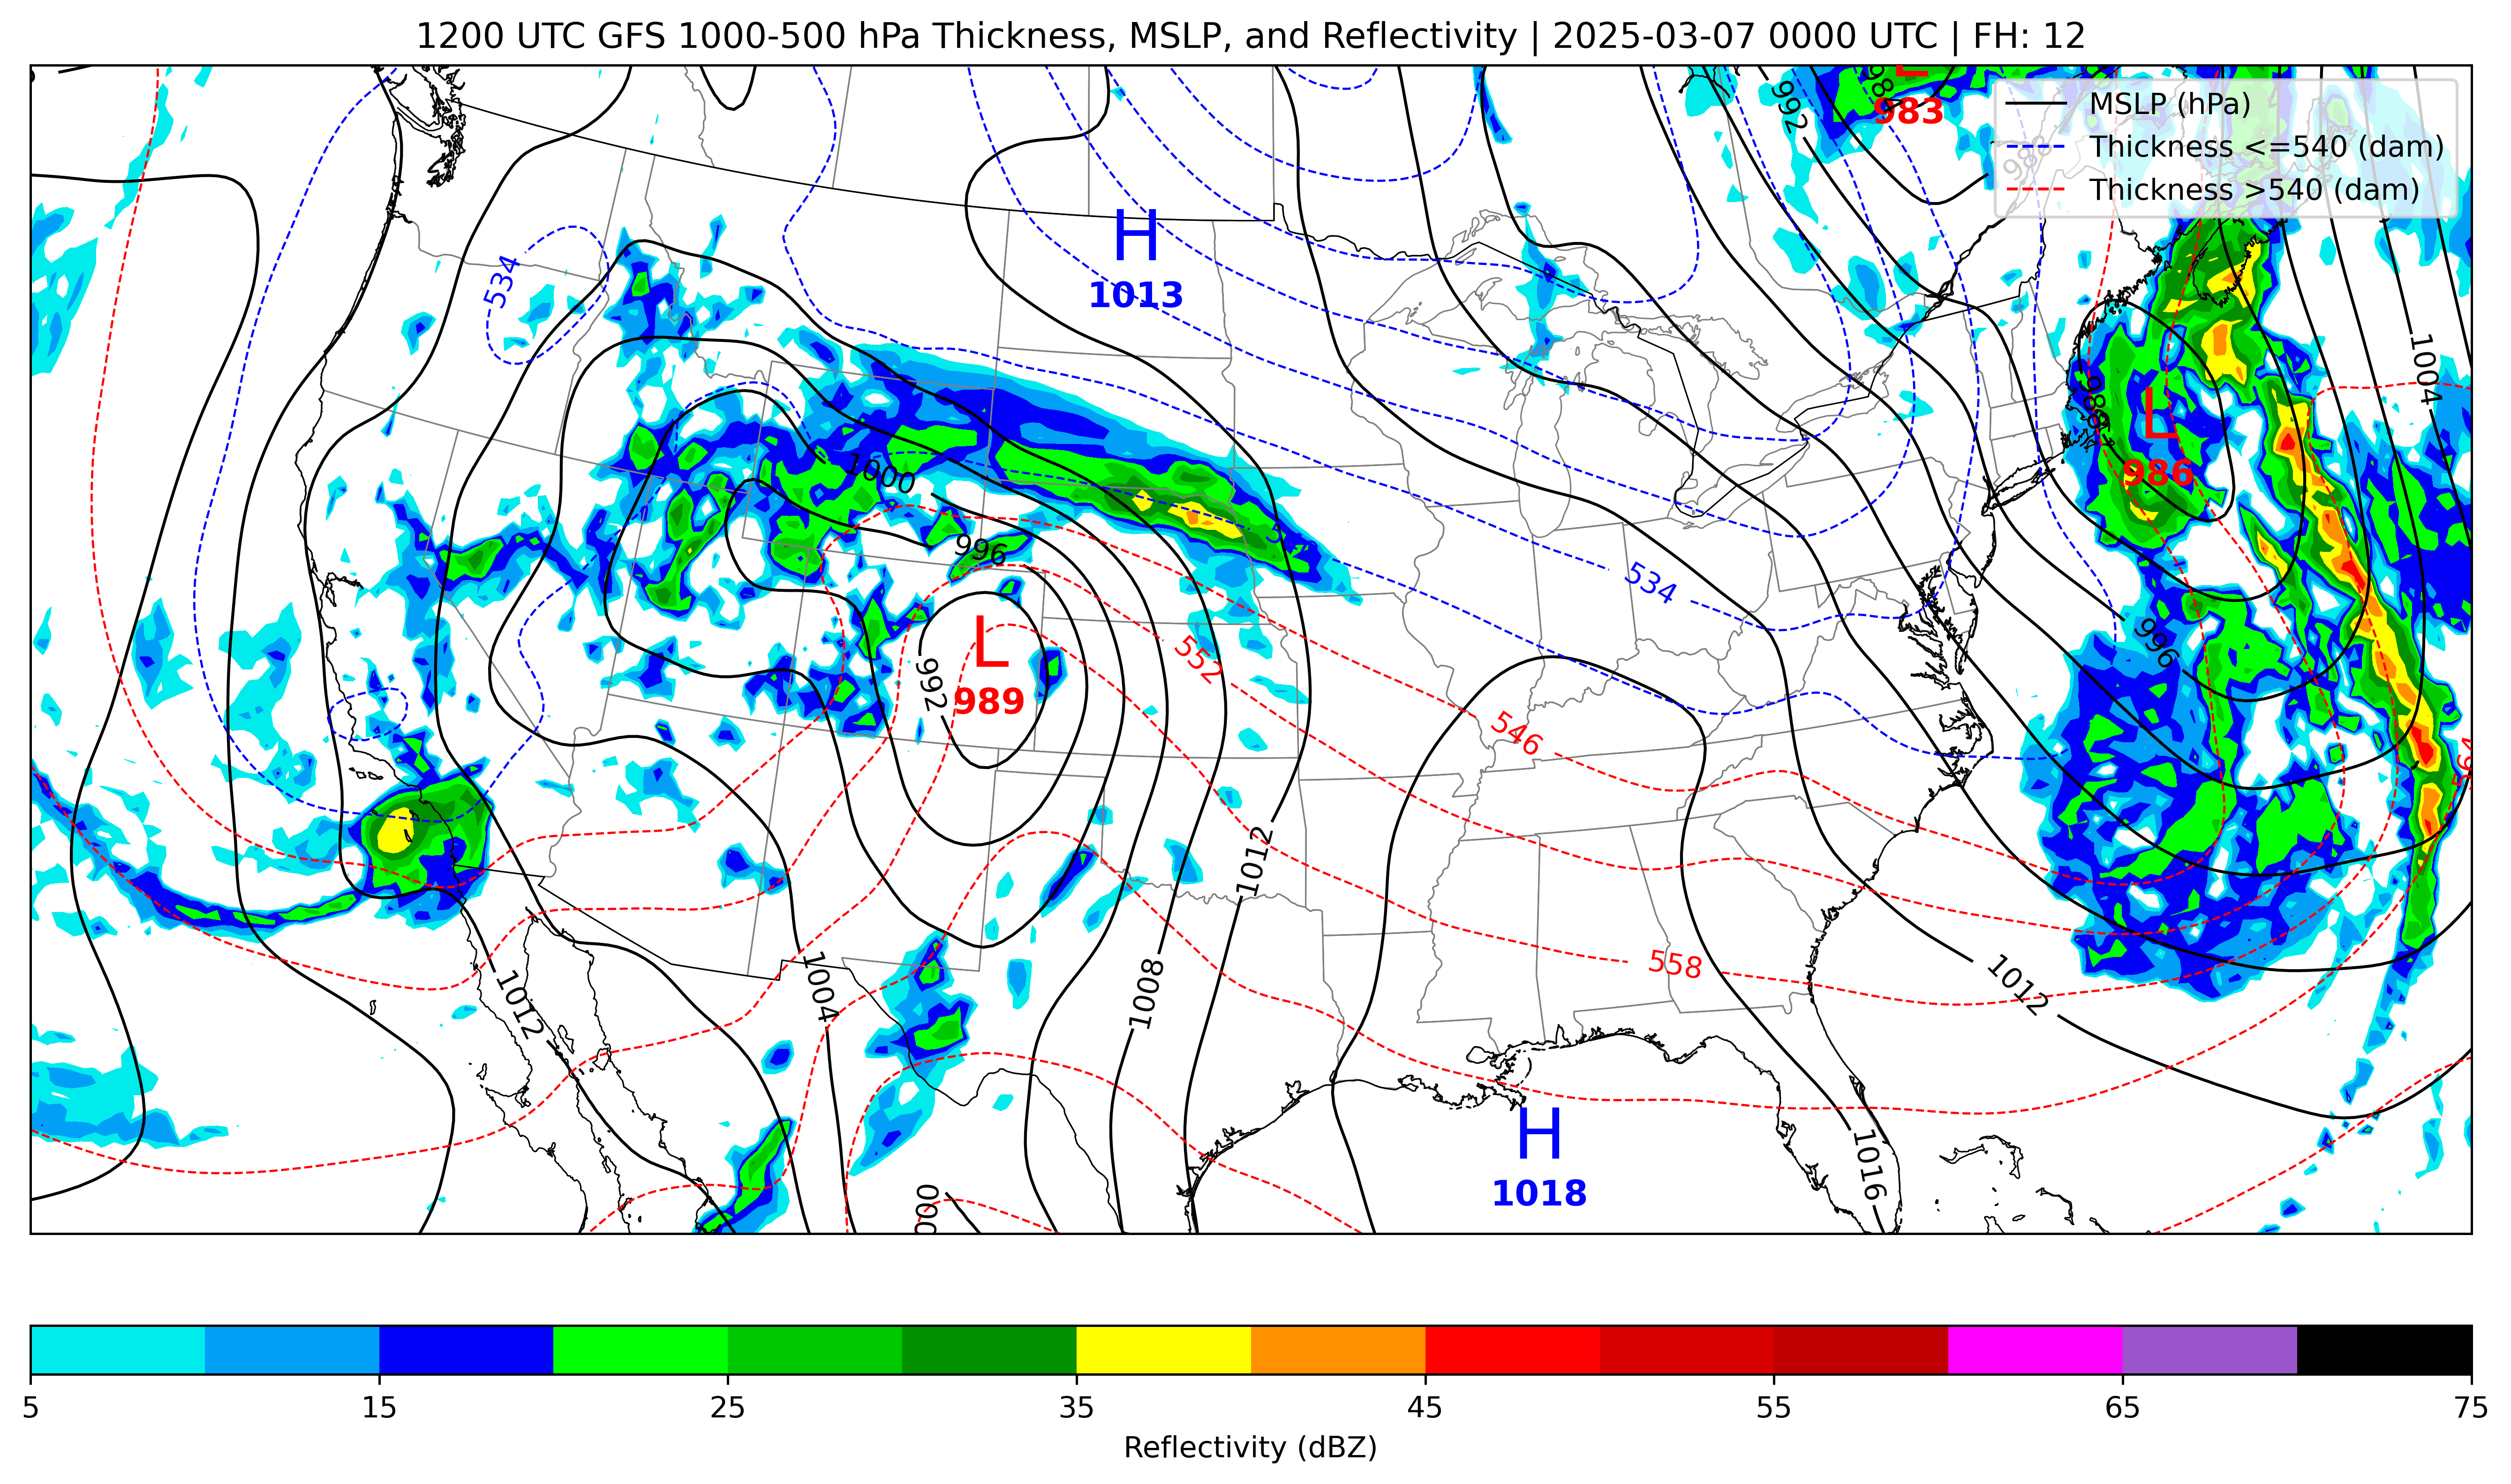 1200 UTC GFS 1000-500 hPa Thickness, MSLP, and Reflectivity | 2025-03-07 0000 UTC | FH: 12
MSLP (hPa)
Thickness <=540 (dam)
Thickness >540 (dam)
L
983
992
988
H
1013
534
1004
988
L
986
1000
996
534
996
L
989
992
552
546
1012
558
1004
1008
1012
1012
H
1018
1016
5 15 25 35 45 55 65 75
Reflectivity (dBZ)